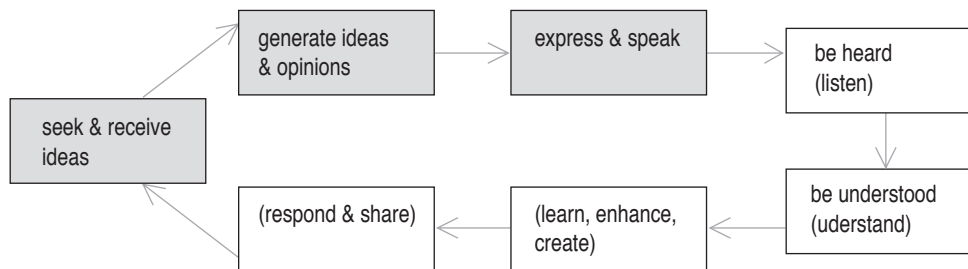 generate ideas
& opinions
express & speak
be heard
(listen)
seek & receive
ideas
be understood
(uderstand)
(learn, enhance,
create)
(respond & share)